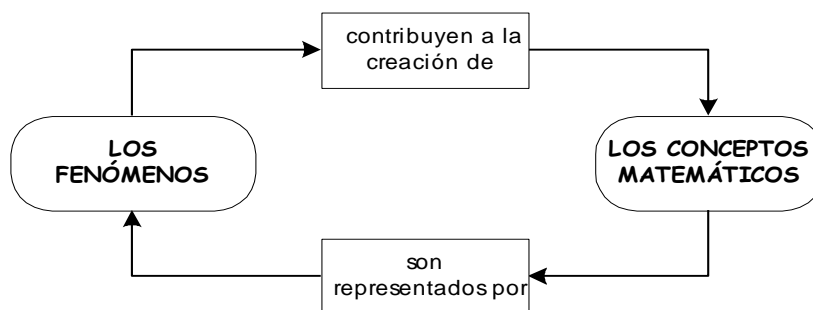 contribuyen a la
creación de
LOS
FENÓMENOS
LOS CONCEPTOS
MATEMÁTICOS
son
representados por